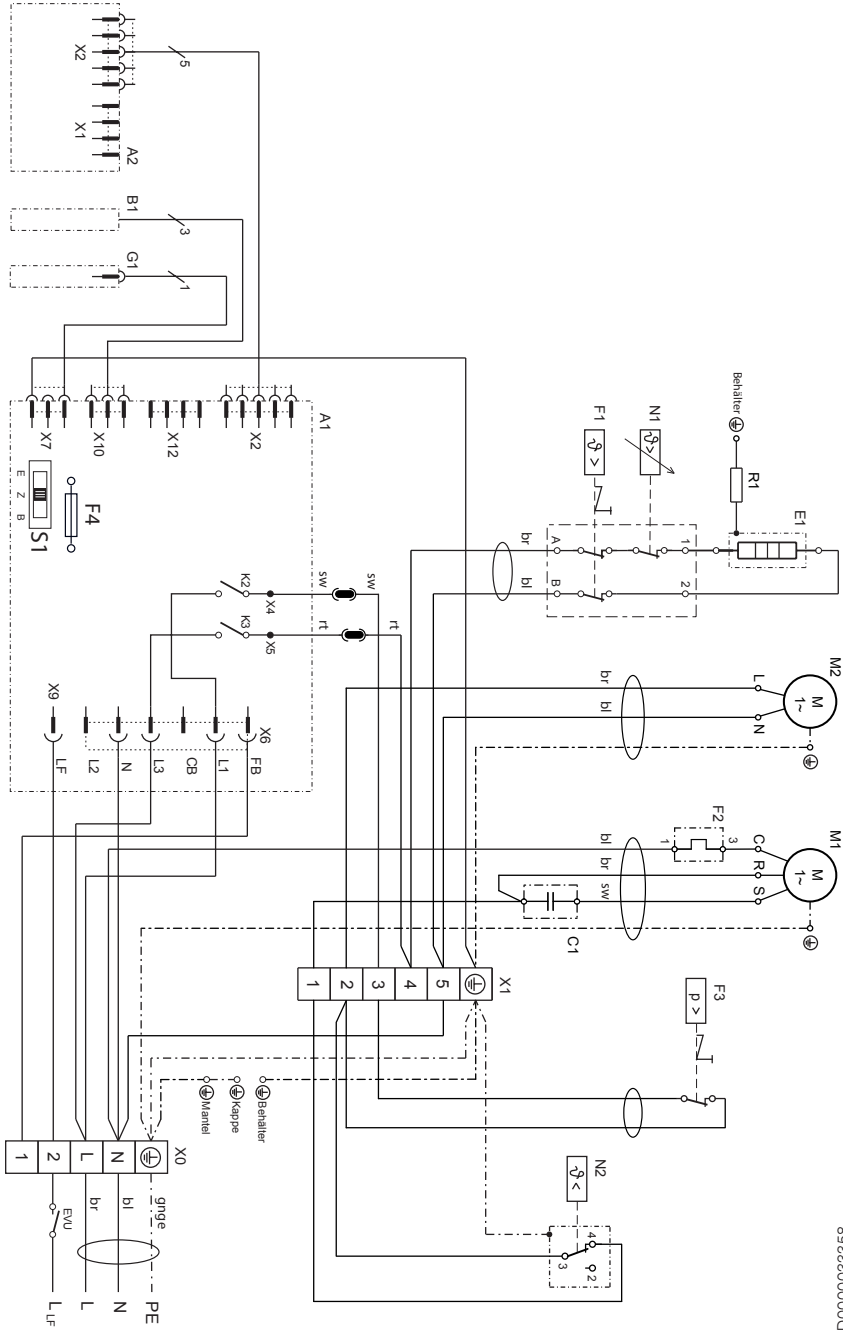 X2
5
X1
A2
B1
3
G1
1
A1
X7
X10
X12
X2
S1
E Z B
F4
K2
K3
X4
X5
sw
sw
rt
rt
X9
X6
LF
L2
N
L3
CB
L1
FB
Behälter
R1
E1
N1
ϑ >
F1
ϑ >
A
B
1
2
br
bl
M2
M
1~
L
N
br
bl
M1
M
1~
C
R
S
F2
1
3
bl
br
sw
C1
X1
1
2
3
4
5
F3
p >
N2
ϑ <
4
3
2
Mantel
Kappe
Behälter
X0
1
2
L
N
EVU
br
bl
gnge
L LF
L
N
PE